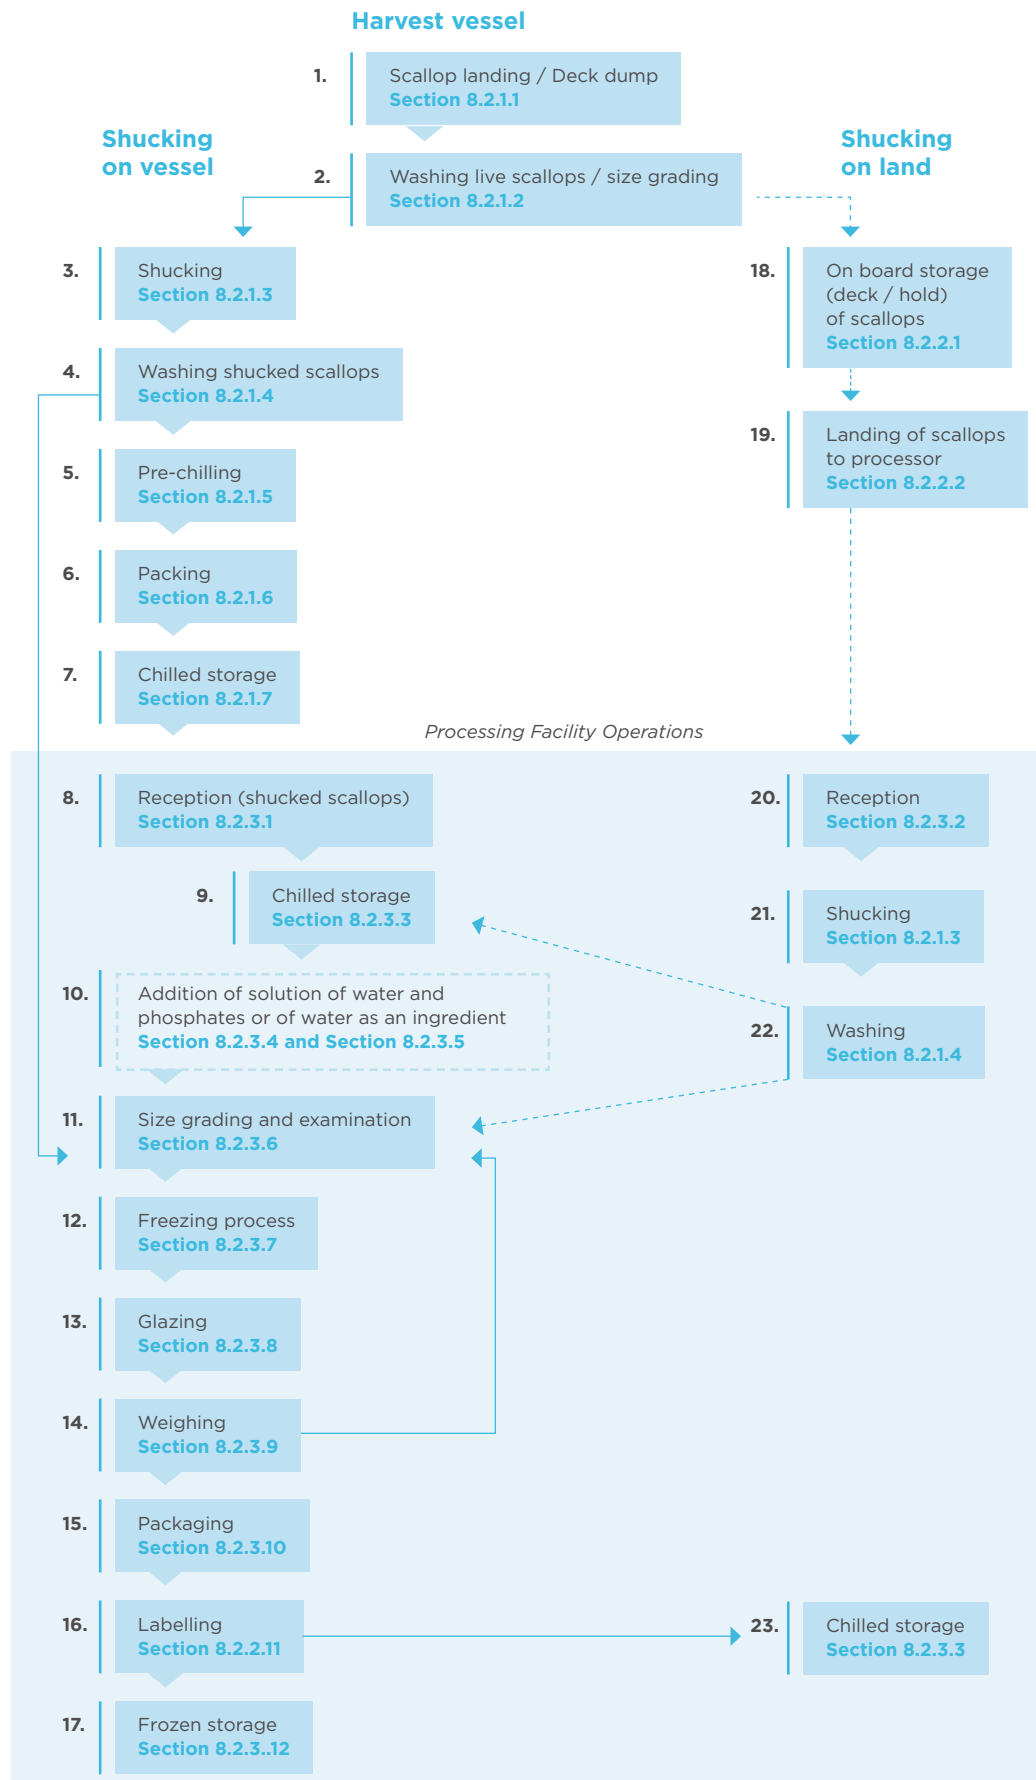 Harvest vessel
1.
Scallop landing / Deck dump
Section 8.2.1.1
Shucking
on vessel
Shucking
on land
2.
Washing live scallops / size grading
Section 8.2.1.2
3.
Shucking
Section 8.2.1.3
4.
Washing shucked scallops
Section 8.2.1.4
5.
Pre-chilling
Section 8.2.1.5
6.
Packing
Section 8.2.1.6
7.
Chilled storage
Section 8.2.1.7
18.
On board storage
(deck / hold)
of scallops
Section 8.2.2.1
19.
Landing of scallops
to processor
Section 8.2.2.2
Processing Facility Operations
8.
Reception (shucked scallops)
Section 8.2.3.1
9.
Chilled storage
Section 8.2.3.3
10.
Addition of solution of water and
phosphates or of water as an ingredient
Section 8.2.3.4 and Section 8.2.3.5
11.
Size grading and examination
Section 8.2.3.6
12.
Freezing process
Section 8.2.3.7
13.
Glazing
Section 8.2.3.8
14.
Weighing
Section 8.2.3.9
15.
Packaging
Section 8.2.3.10
16.
Labelling
Section 8.2.2.11
17.
Frozen storage
Section 8.2.3..12
20.
Reception
Section 8.2.3.2
21.
Shucking
Section 8.2.1.3
22.
Washing
Section 8.2.1.4
23.
Chilled storage
Section 8.2.3.3